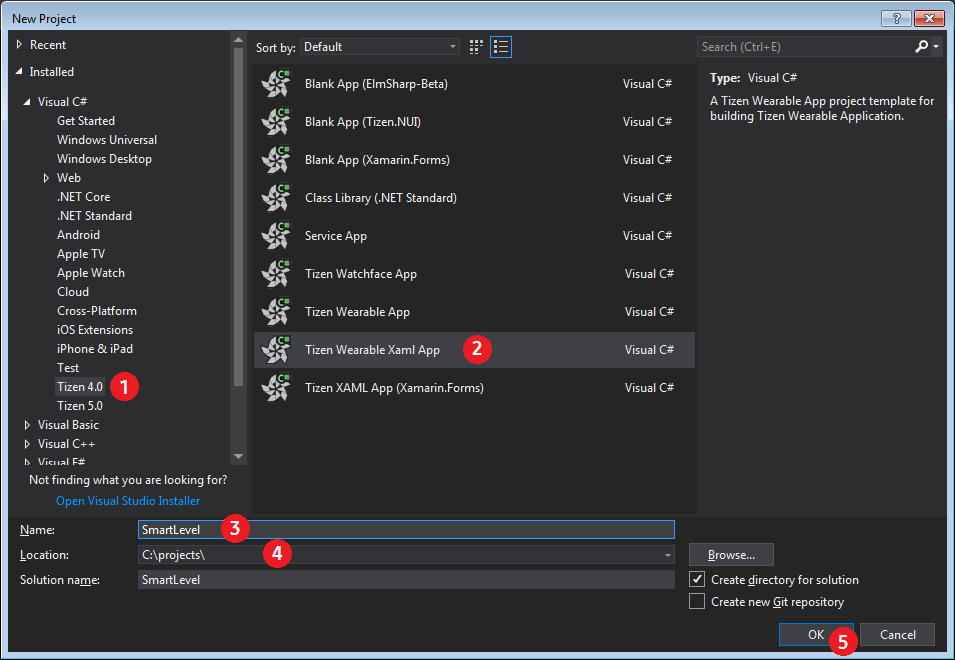 New Project
Recent
Installed
Visual C#
Get Started
Windows Universal
Windows Desktop
Web
.NET Core
.NET Standard
Android
Apple TV
Apple Watch
Cloud
Cross-Platform
iOS Extensions
iPhone & iPad
Test
Tizen 4.0 1
Tizen 5.0
Visual Basic
Visual C++
Visual F#
Not finding what you are looking for?
Open Visual Studio Installer
Sort by: Default
Blank App (ElmSharp-Beta) Visual C#
Blank App (Tizen.NUI) Visual C#
Blank App (Xamarin.Forms) Visual C#
Class Library (.NET Standard) Visual C#
Service App Visual C#
Tizen Watchface App Visual C#
Tizen Wearable App Visual C#
Tizen Wearable Xaml App 2 Visual C#
Tizen XAML App (Xamarin.Forms) Visual C#
Search (Ctrl+E)
Type: Visual C#
A Tizen Wearable App project template for
building Tizen Wearable Application.
Name: SmartLevel 3
Location: C:\projects\ 4
Browse...
Solution name: SmartLevel
Create directory for solution
Create new Git repository
OK 5 Cancel